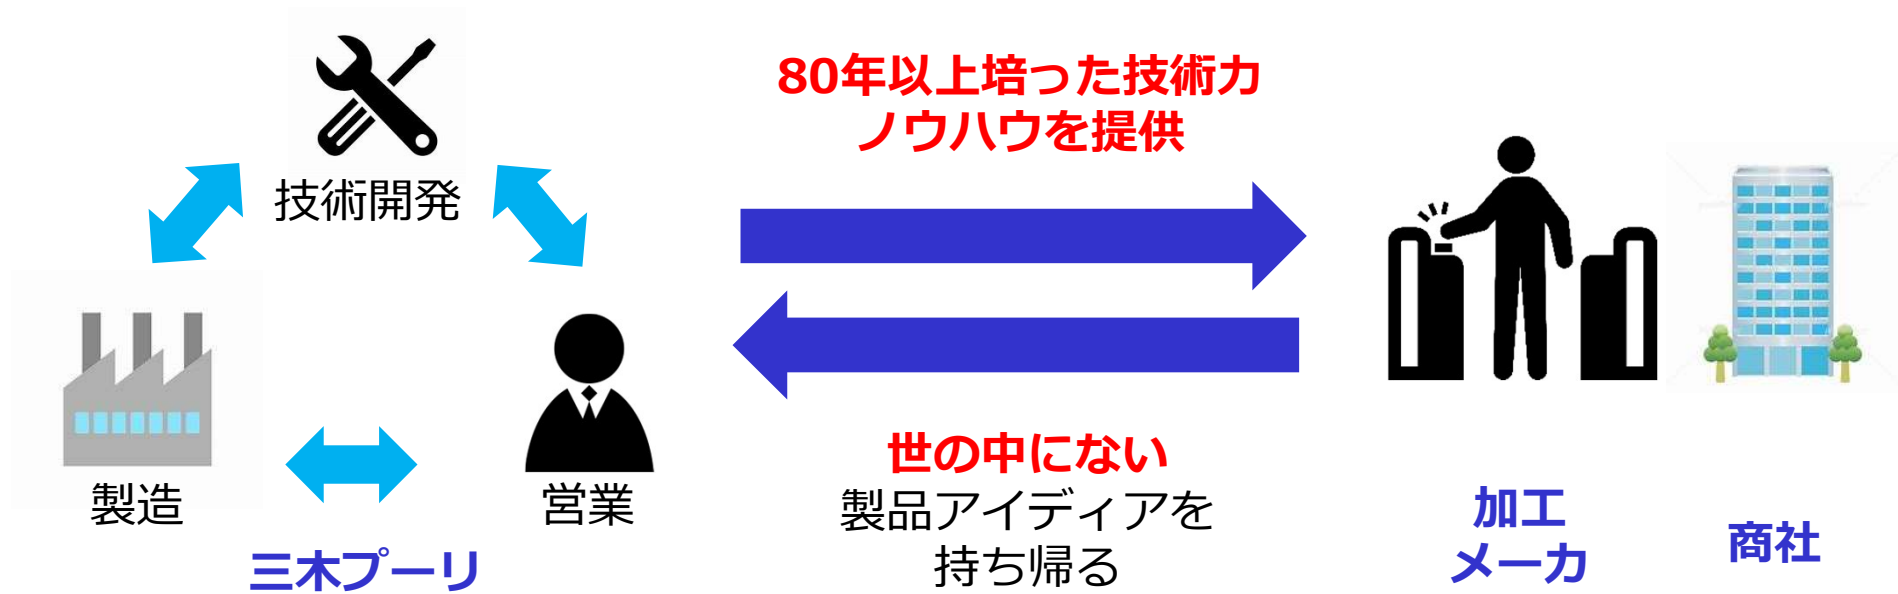 技術開発
製造
営業
三木プーリ
80年以上培った技術力
ノウハウを提供
世の中にない
製品アイディアを
持ち帰る
加工
メーカ
商社